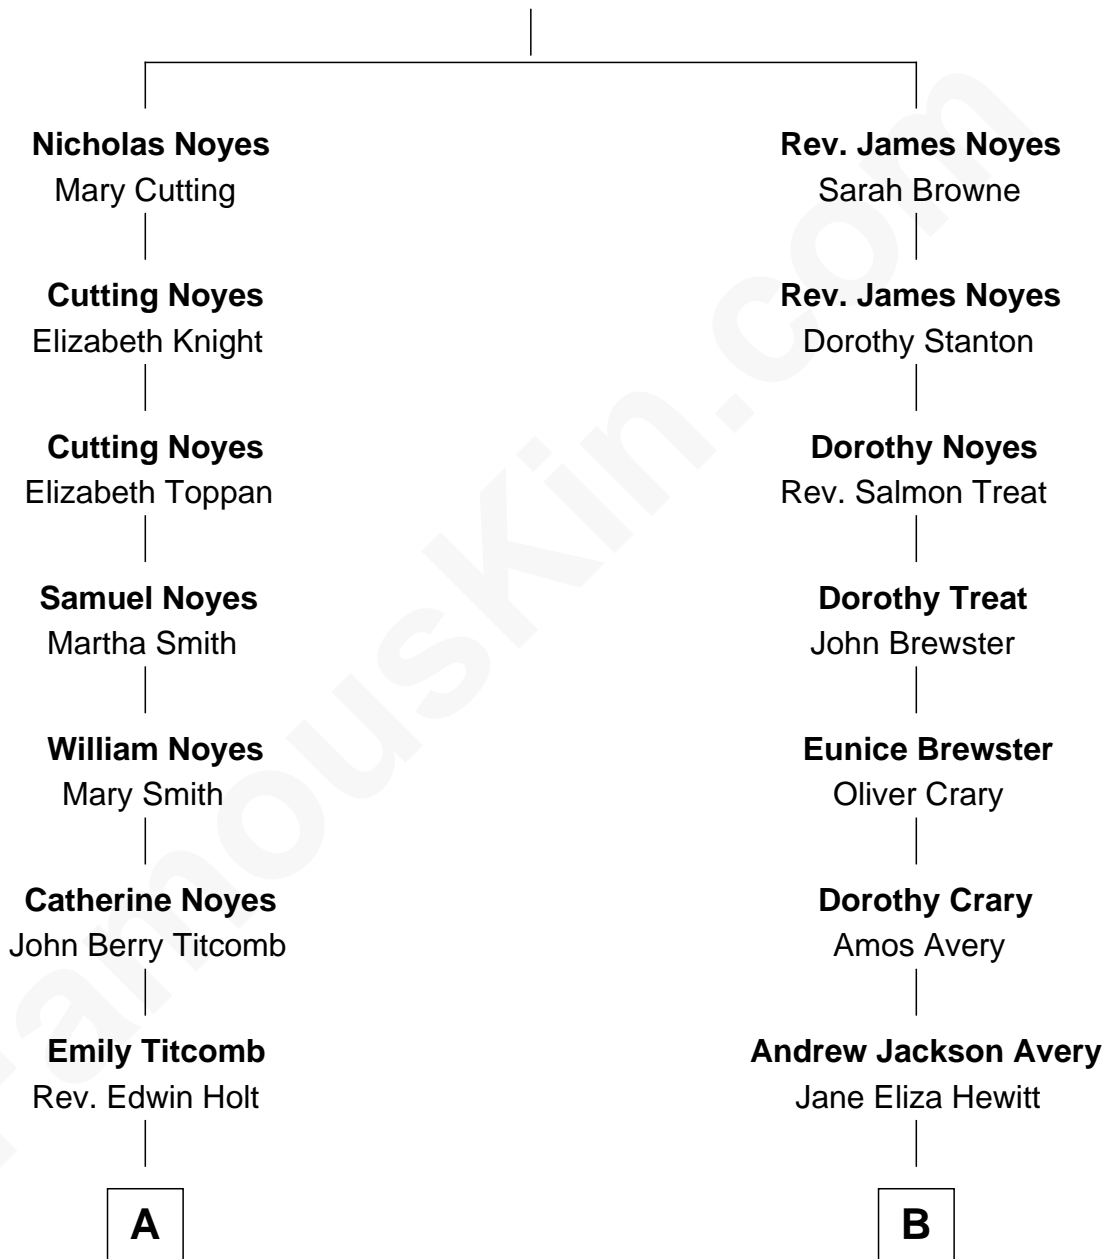 Nicholas Noyes
Mary Cutting
Cutting Noyes
Elizabeth Knight
Cutting Noyes
Elizabeth Toppan
Samuel Noyes
Martha Smith
William Noyes
Mary Smith
Catherine Noyes
John Berry Titcomb
Emily Titcomb
Rev. Edwin Holt
A
Rev. James Noyes
Sarah Browne
Rev. James Noyes
Dorothy Stanton
Dorothy Noyes
Rev. Salmon Treat
Dorothy Treat
John Brewster
Eunice Brewster
Oliver Crary
Dorothy Crary
Amos Avery
Andrew Jackson Avery
Jane Eliza Hewitt
B
FamousKin.com